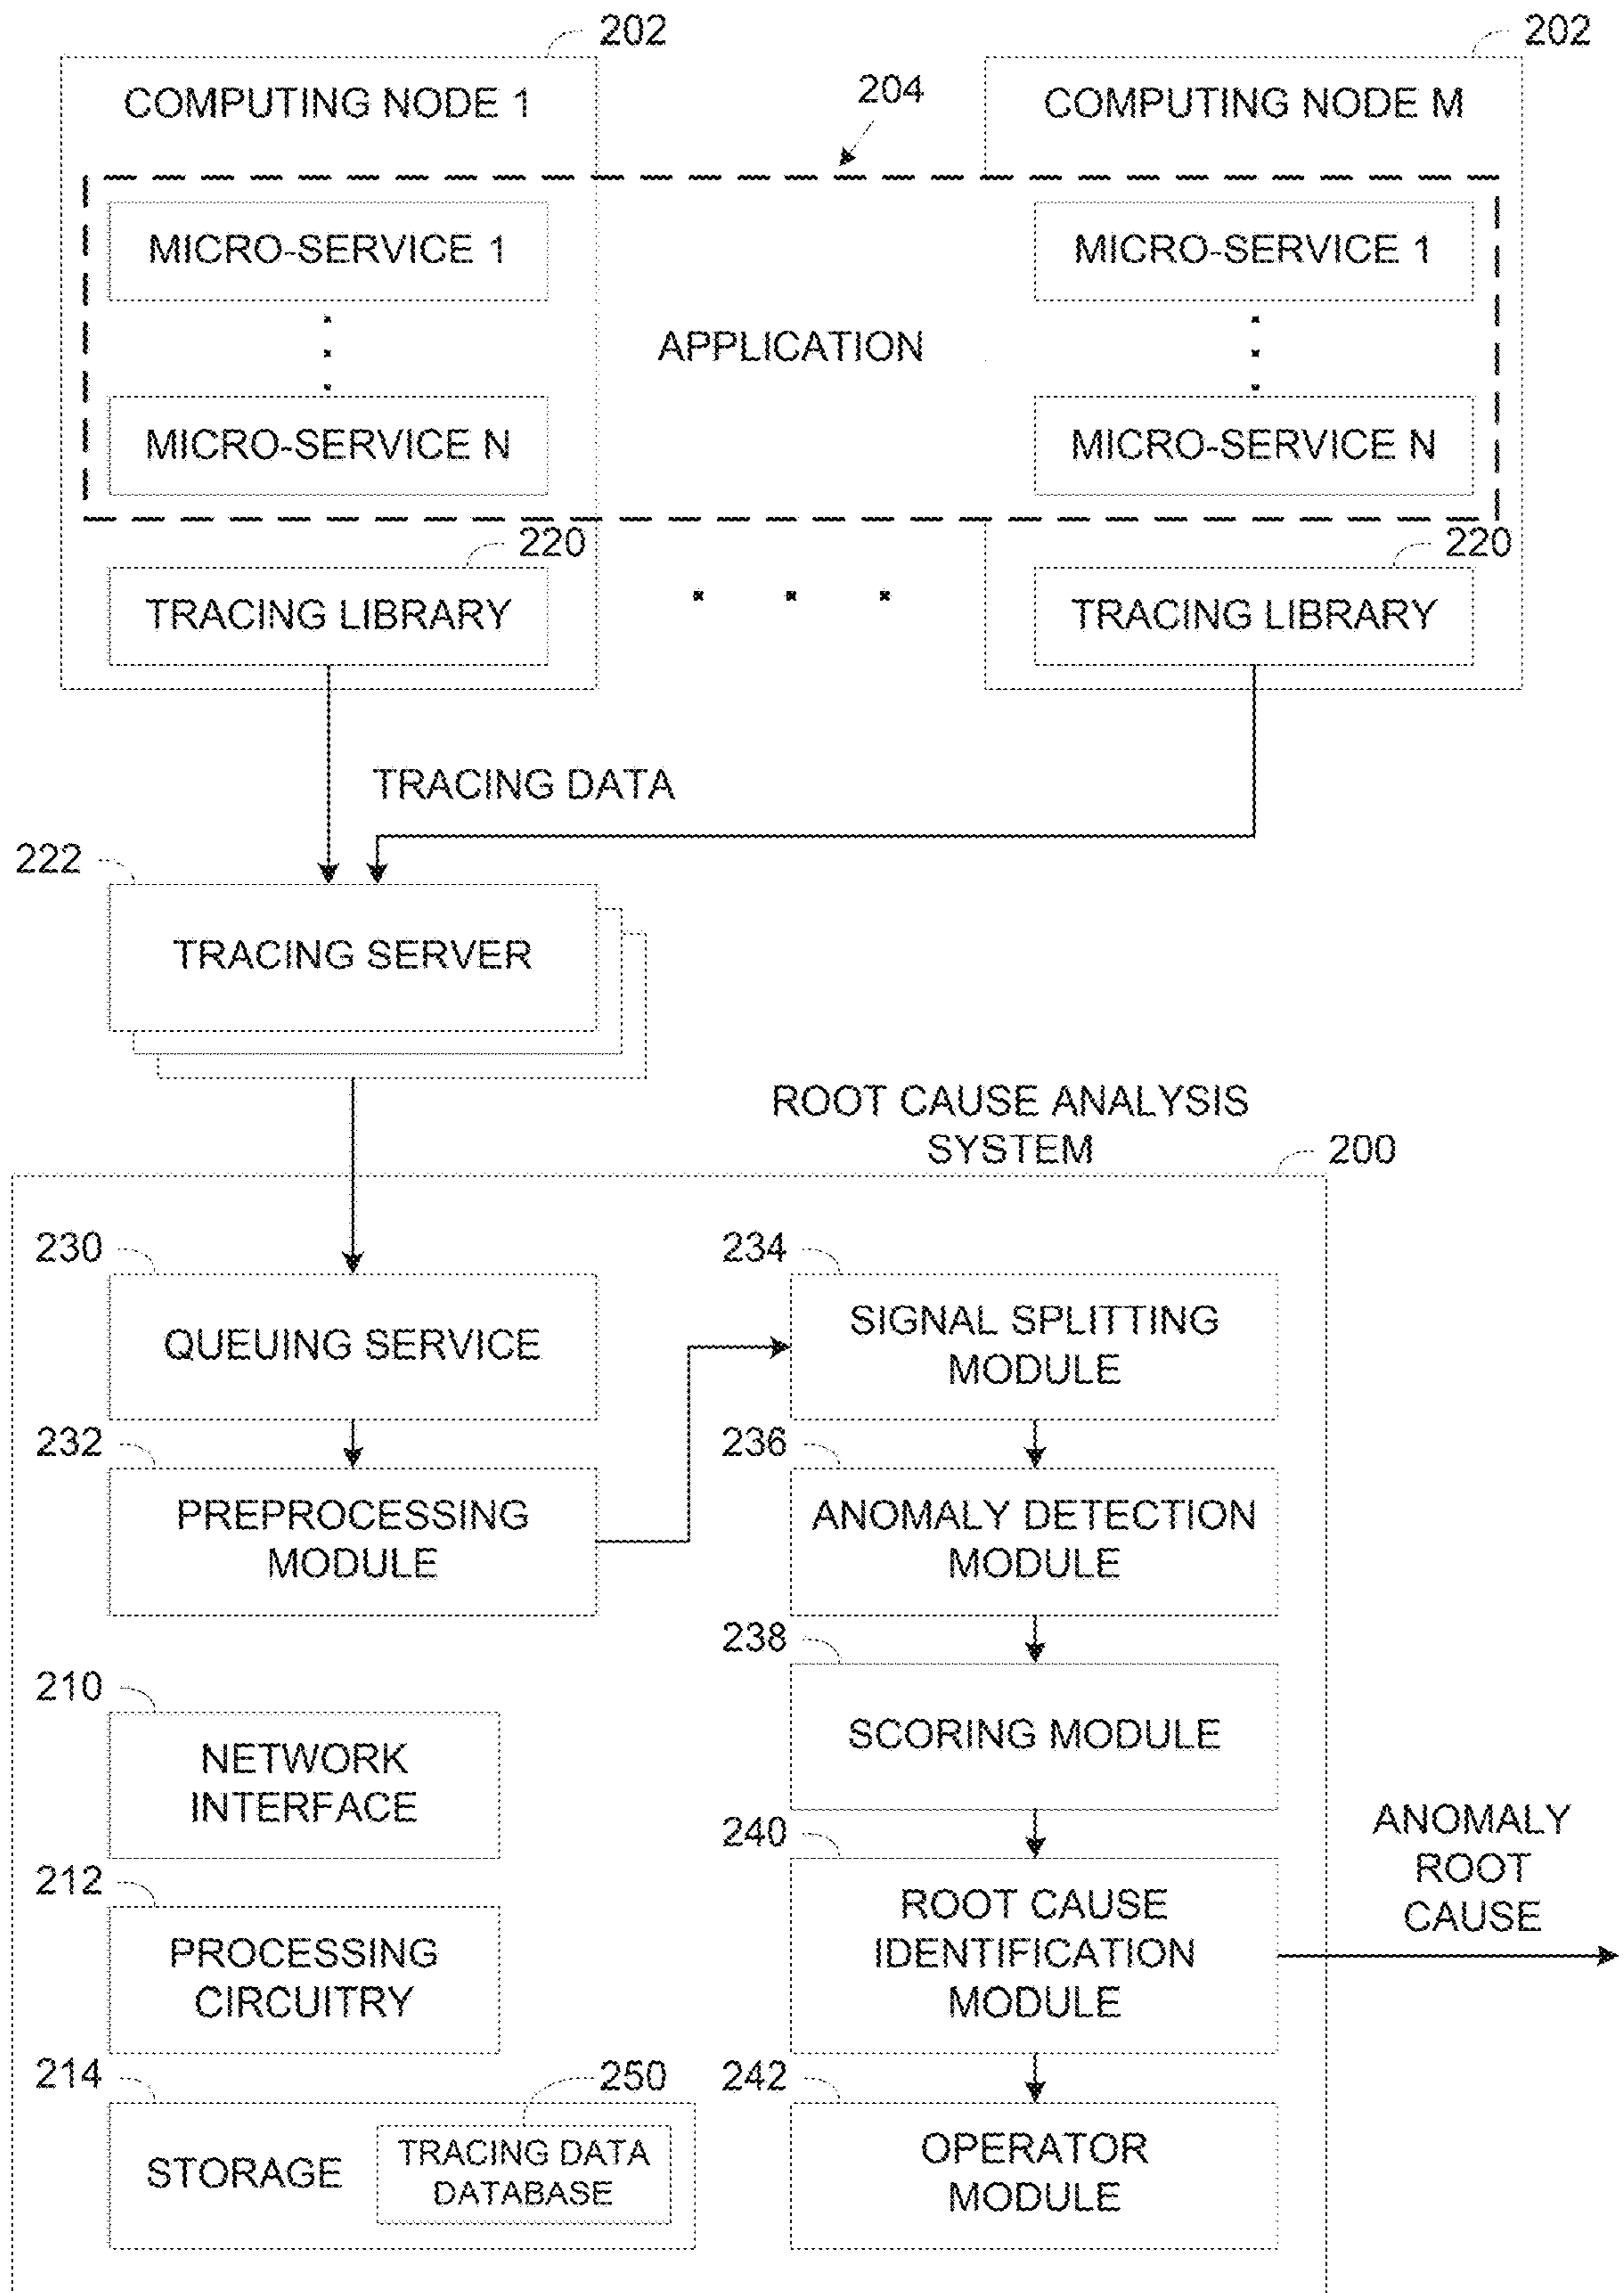 202
202
COMPUTING NODE 1
204
COMPUTING NODE M
MICRO-SERVICE 1
MICRO-SERVICE 1
APPLICATION
MICRO-SERVICE N
MICRO-SERVICE N
220
220
TRACING LIBRARY
TRACING LIBRARY
TRACING DATA
222
TRACING SERVER
ROOT CAUSE ANALYSIS
SYSTEM
200
230
QUEUING SERVICE
232
PREPROCESSING
MODULE
234
SIGNAL SPLITTING
MODULE
236
ANOMALY DETECTION
MODULE
238
SCORING MODULE
210
NETWORK
INTERFACE
212
PROCESSING
CIRCUITRY
214
STORAGE
250
TRACING DATA
DATABASE
240
ROOT CAUSE
IDENTIFICATION
MODULE
ANOMALY
ROOT
CAUSE
242
OPERATOR
MODULE